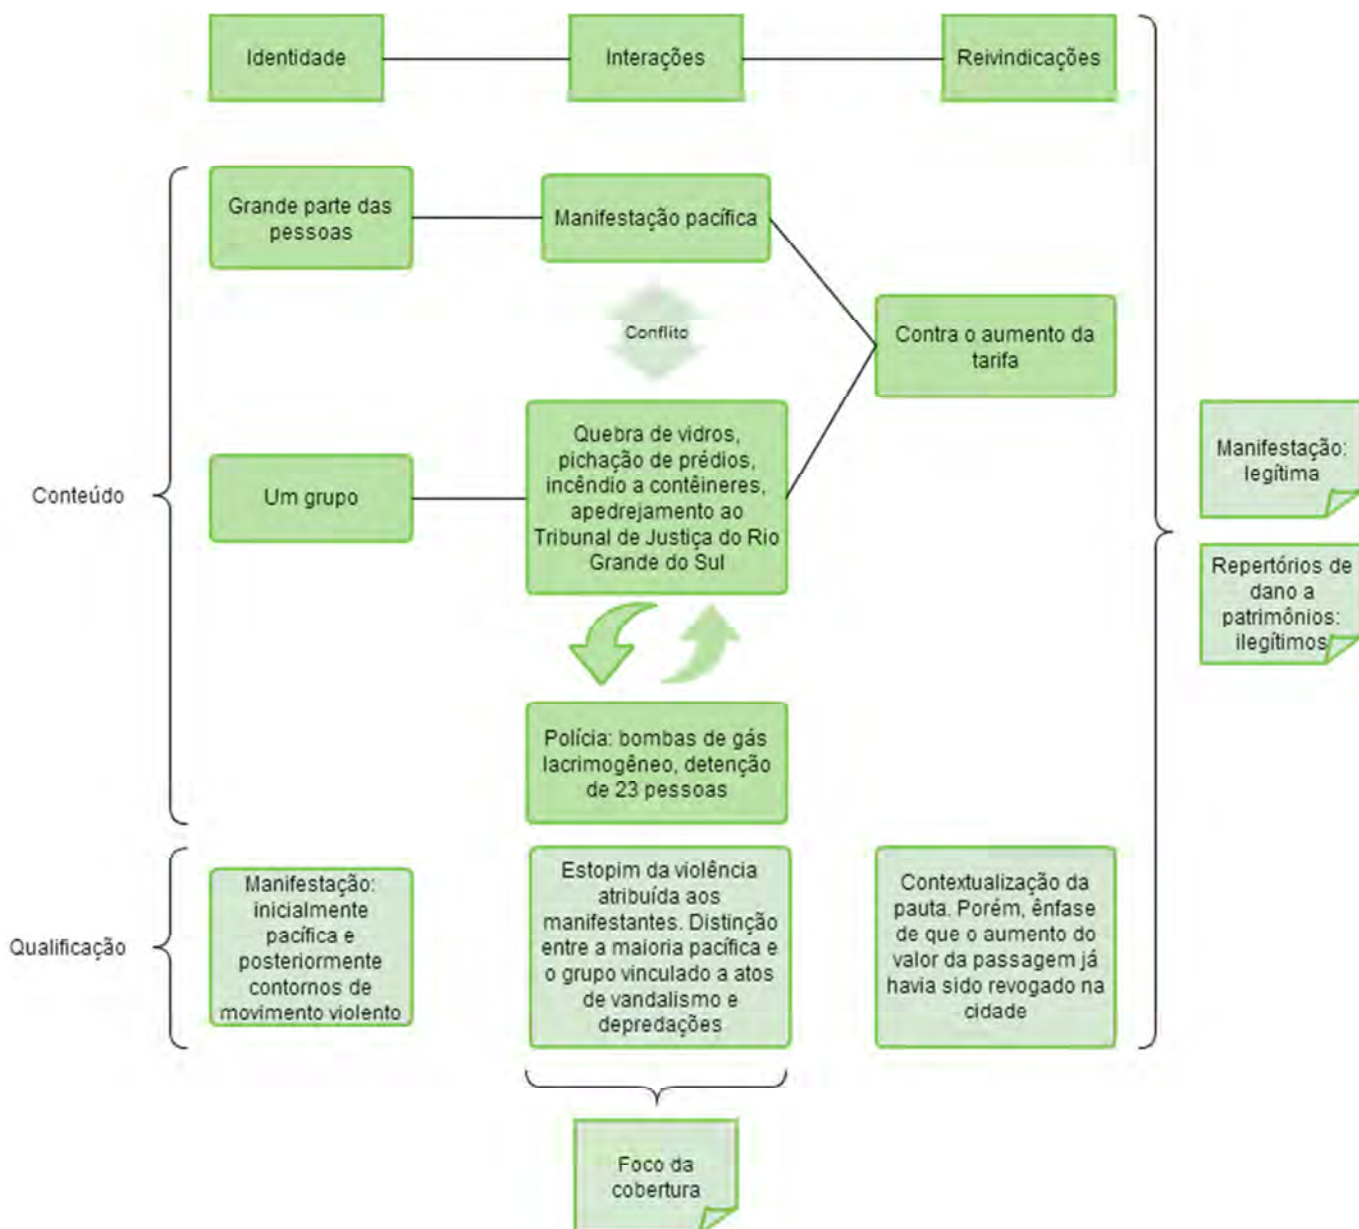 Identidade
Interações
Reivindicações
Grande parte das
pessoas
Manifestação pacífica
Conflito
Contra o aumento da
tarifa
Conteúdo
Um grupo
Quebra de vidros,
pichação de prédios,
incêndio a contêineres,
apedrejamento ao
Tribunal de Justiça do Rio
Grande do Sul
Manifestação:
legítima
Repertórios de
dano a
patrimônios:
ilegítimos
Polícia: bombas de gás
lacrimogêneo, detenção
de 23 pessoas
Qualificação
Manifestação:
inicialmente
pacífica e
posteriormente
contornos de
movimento violento
Estopim da violência
atribuída aos
manifestantes. Distinção
entre a maioria pacífica e
o grupo vinculado a atos
de vandalismo e
depredações
Contextualização da
pauta. Porém, ênfase
de que o aumento do
valor da passagem já
havia sido revogado na
cidade
Foco da
cobertura